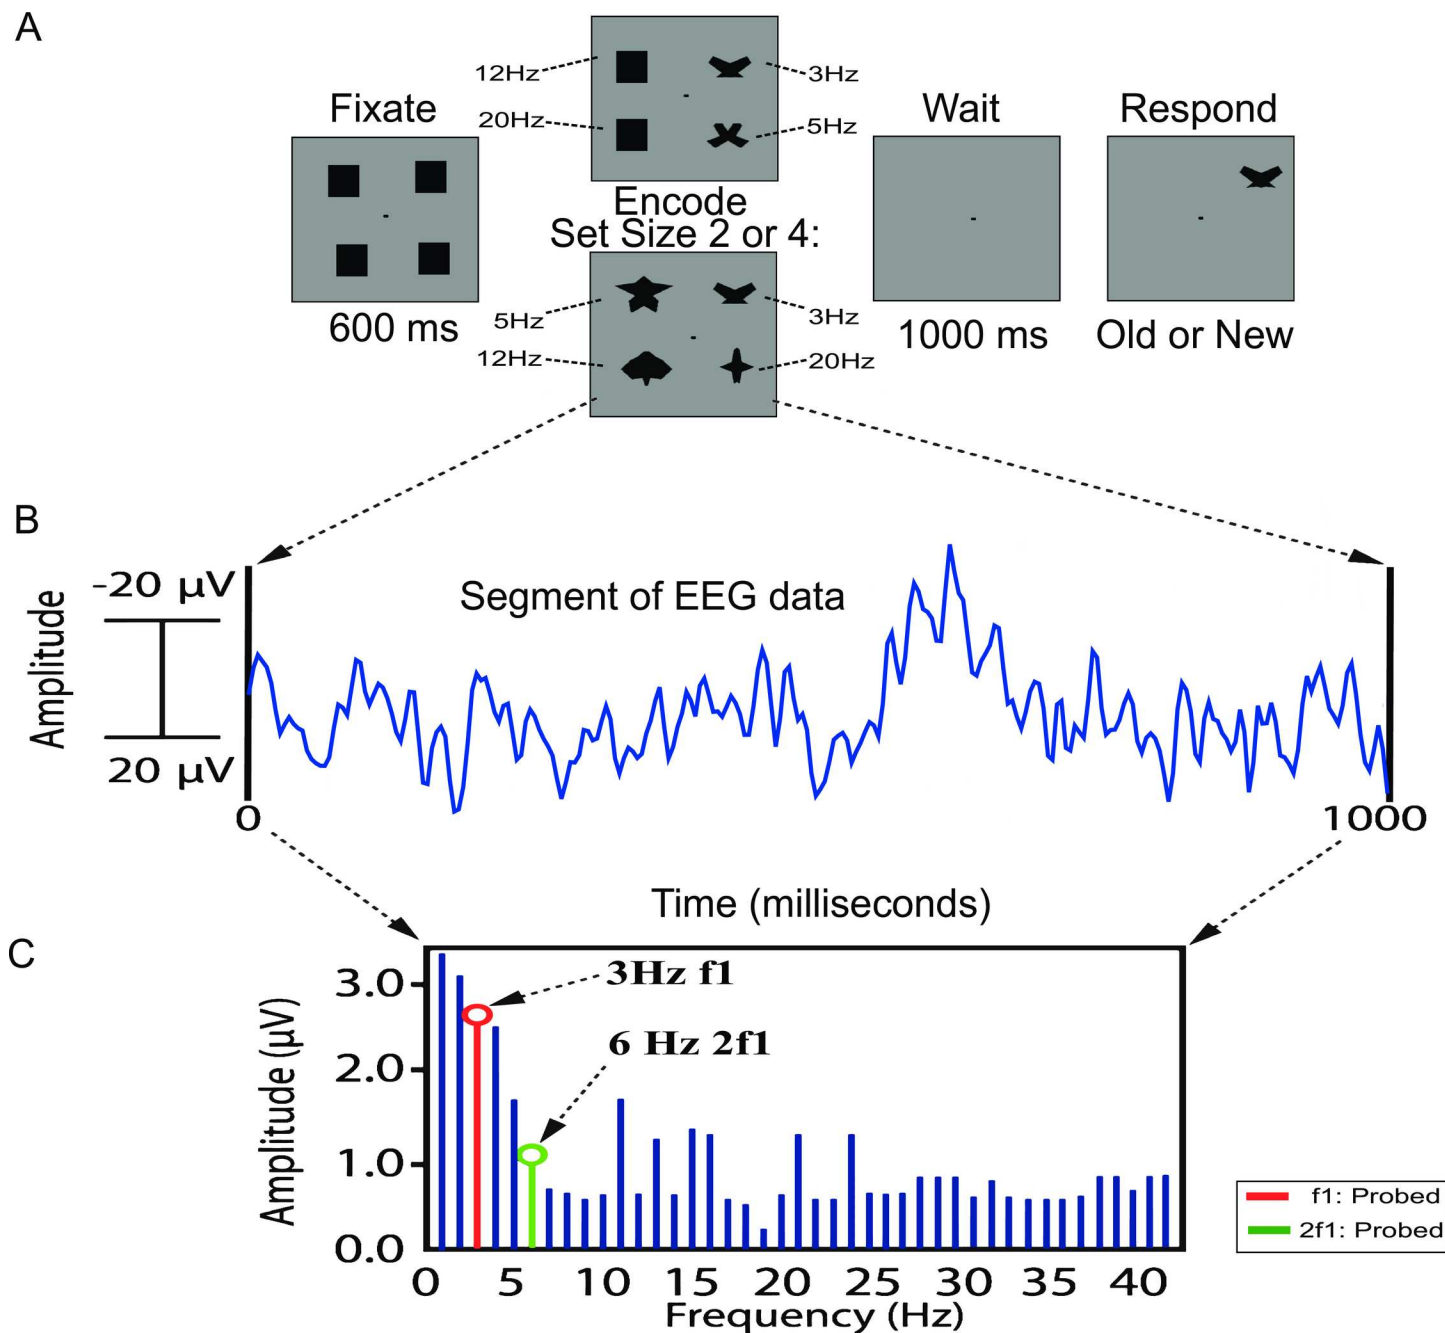 A
Fixate
600 ms
12Hz
20Hz
3Hz
5Hz
Encode
Set Size 2 or 4:
5Hz
12Hz
3Hz
20Hz
Wait
1000 ms
Respond
Old or New
B
Amplitude
-20 µV
20 µV
Segment of EEG data
0
1000
Time (milliseconds)
C
Amplitude (µV)
3.0
2.0
1.0
0.0
3Hz f1
6 Hz 2f1
0 5 10 15 20 25 30 35 40
Frequency (Hz)
f1: Probed
2f1: Probed